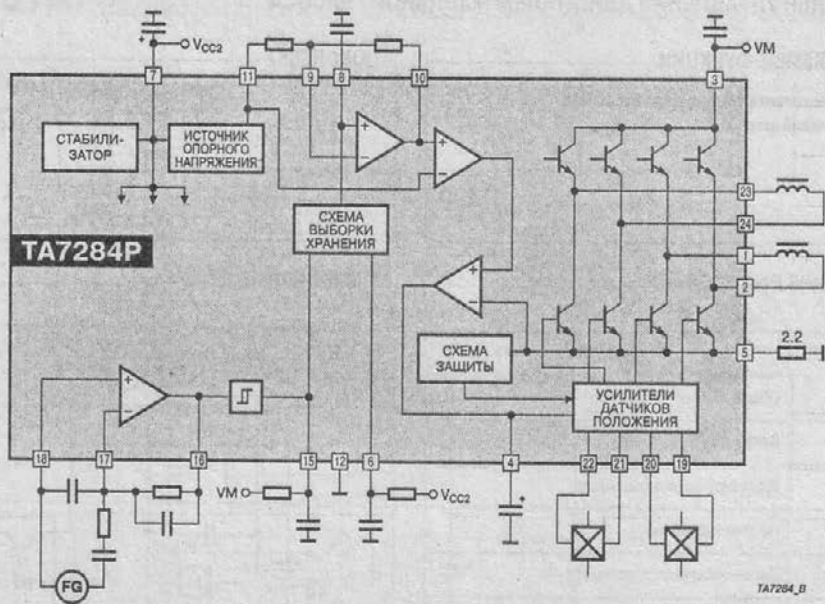 VCC2
VM
7
11
9
8
10
3
СТАБИЛИ-
ЗАТОР
ИСТОЧНИК
ОПОРНОГО
НАПРЯЖЕНИЯ
+
−
+
−
23
24
СХЕМА
ВЫБОРКИ
ХРАНЕНИЯ
TA7284P
1
2
+
−
2.2
5
СХЕМА
ЗАЩИТЫ
УСИЛИТЕЛИ
ДАТЧИКОВ
ПОЛОЖЕНИЯ
+
−
18
17
16
15
12
6
4
22
21
20
19
VM
VCC2
+
FG
TA7284_B